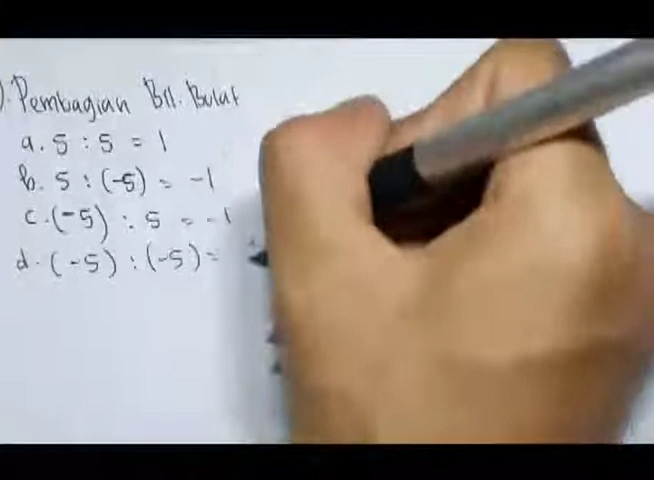 ). Pembagian Bil. Bulat
a. 5 : 5 = 1
b. 5 : (-5) = -1
c. (-5) : 5 = -1
d. (-5) : (-5) =